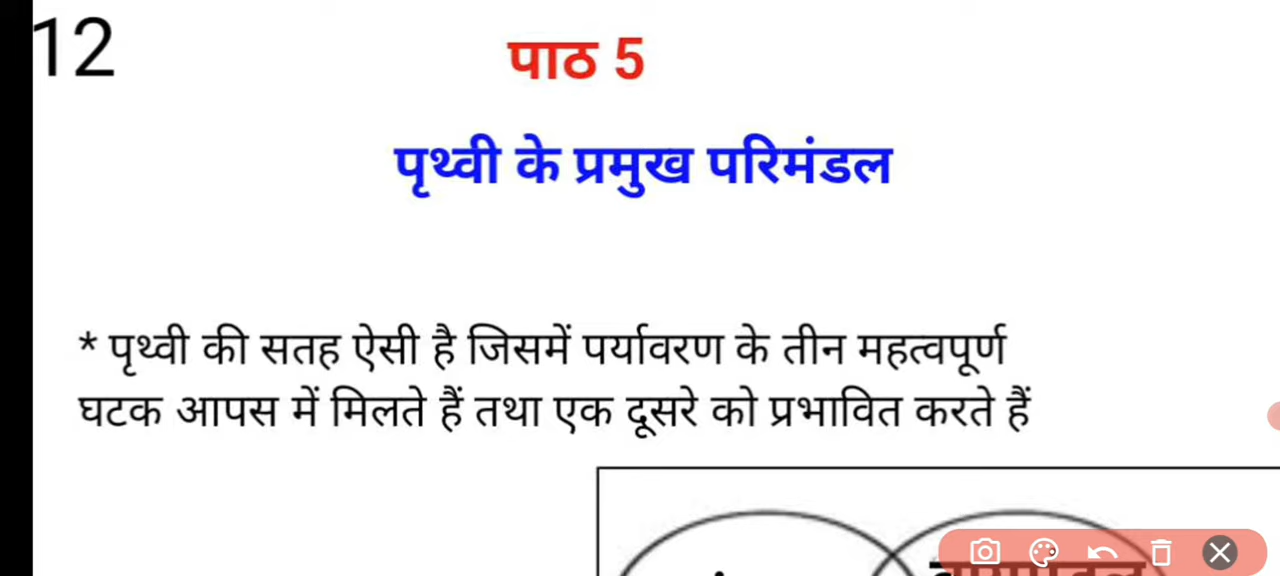 12
पाठ 5
पृथ्वी के प्रमुख परिमंडल
* पृथ्वी की सतह ऐसी है जिसमें पर्यावरण के तीन महत्वपूर्ण
घटक आपस में मिलते हैं तथा एक दूसरे को प्रभावित करते हैं